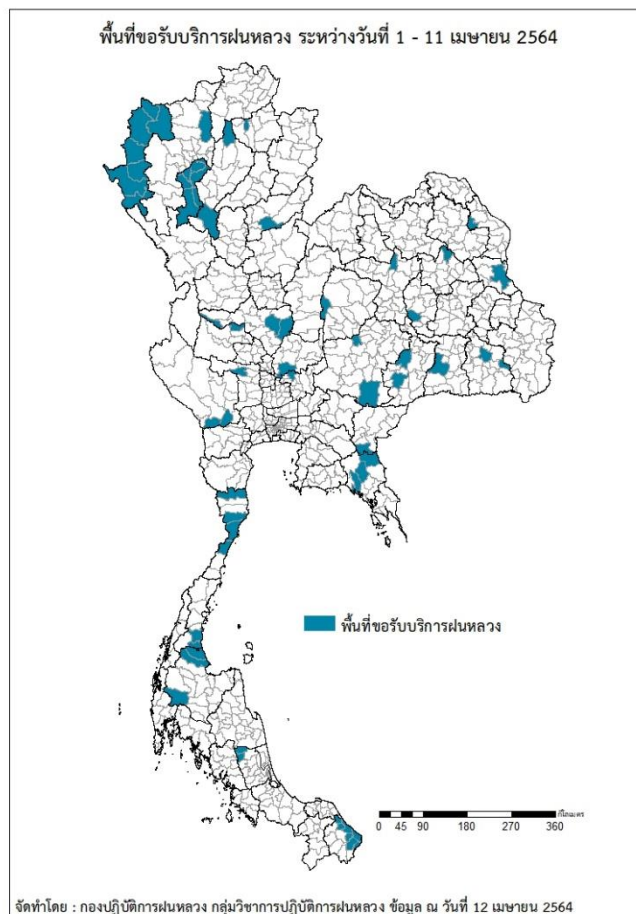 พื้นที่ขอรับบริการฝนหลวง ระหว่างวันที่ 1 - 11 เมษายน 2564
พื้นที่ขอรับบริการฝนหลวง
กิโลเมตร
0 45 90 180 270 360
จัดทำโดย : กองปฏิบัติการฝนหลวง กลุ่มวิชาการปฏิบัติการฝนหลวง ข้อมูล ณ วันที่ 12 เมษายน 2564